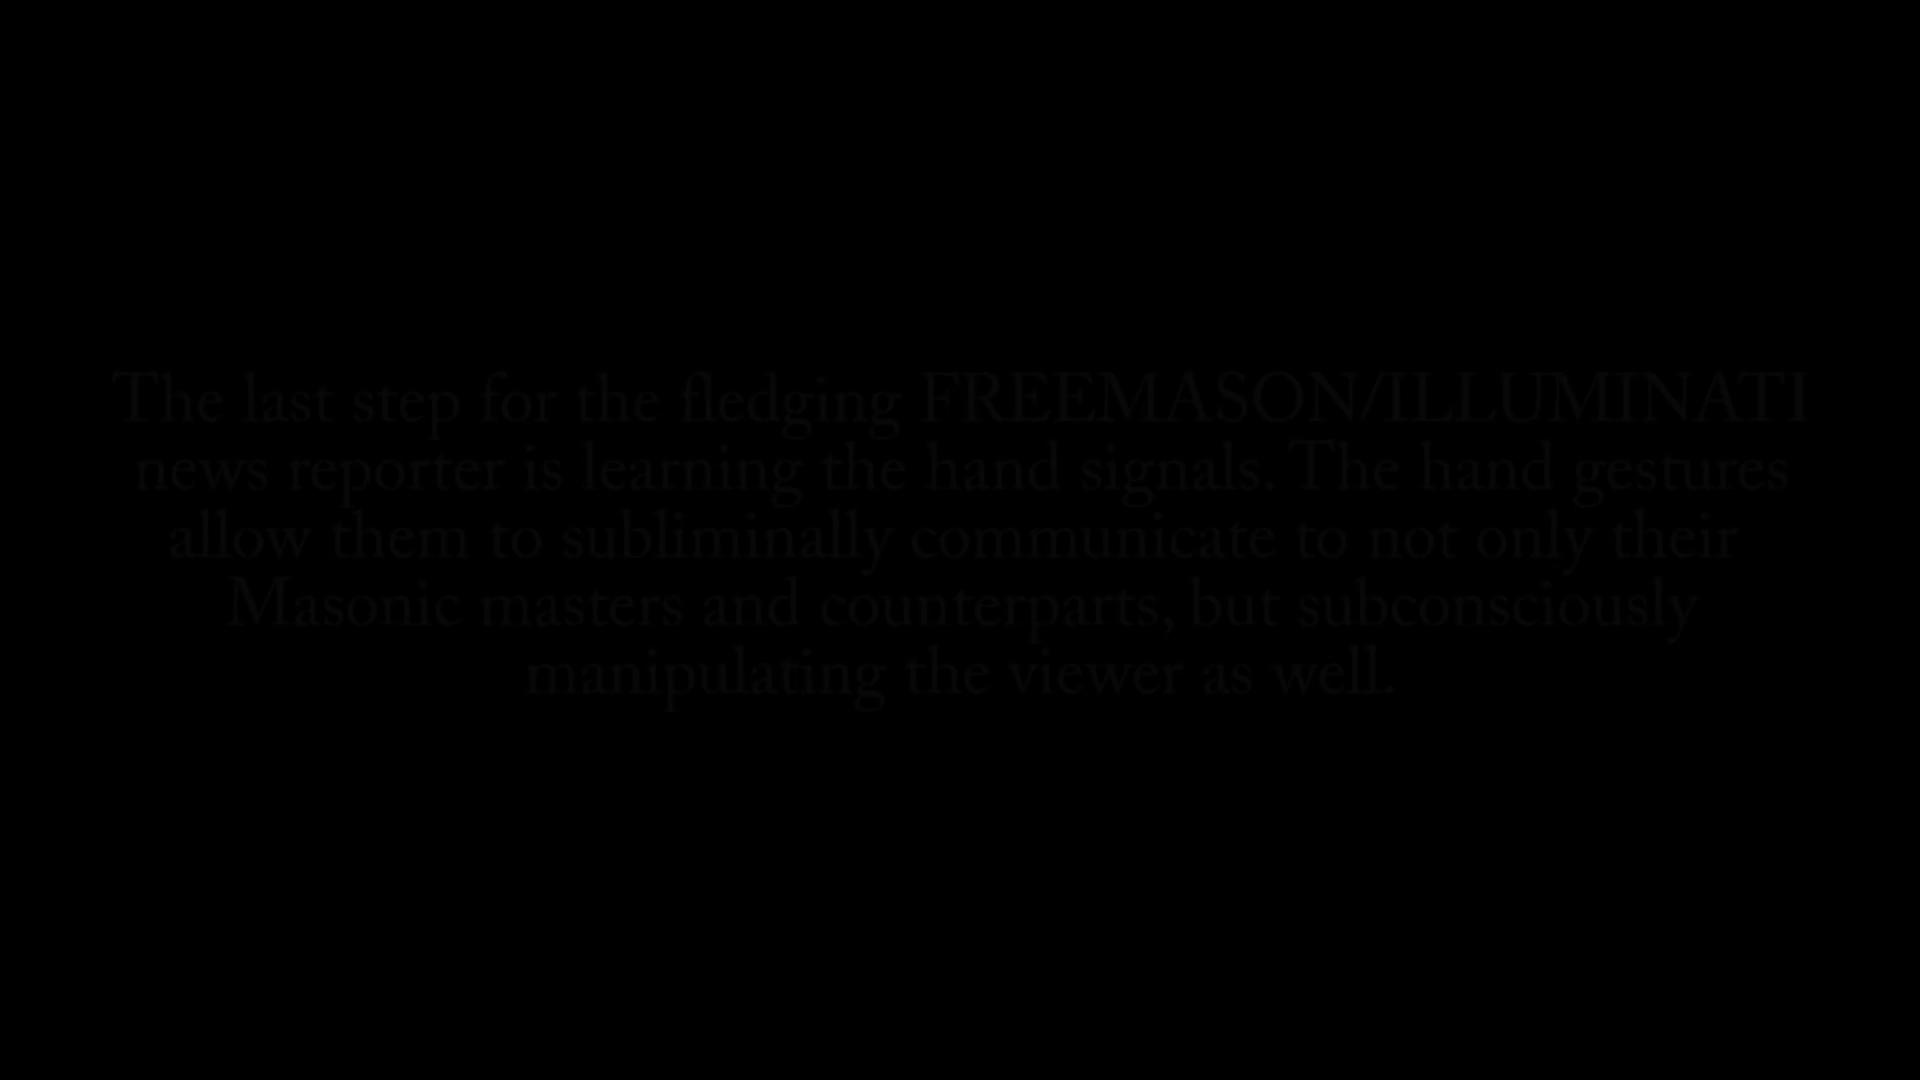 The last step for the fledging FREEMASON/ILLUMINATI
news reporter is learning the hand signals. The hand gestures
allow them to subliminally communicate to not only their
Masonic masters and counterparts, but subconsciously
manipulating the viewer as well.